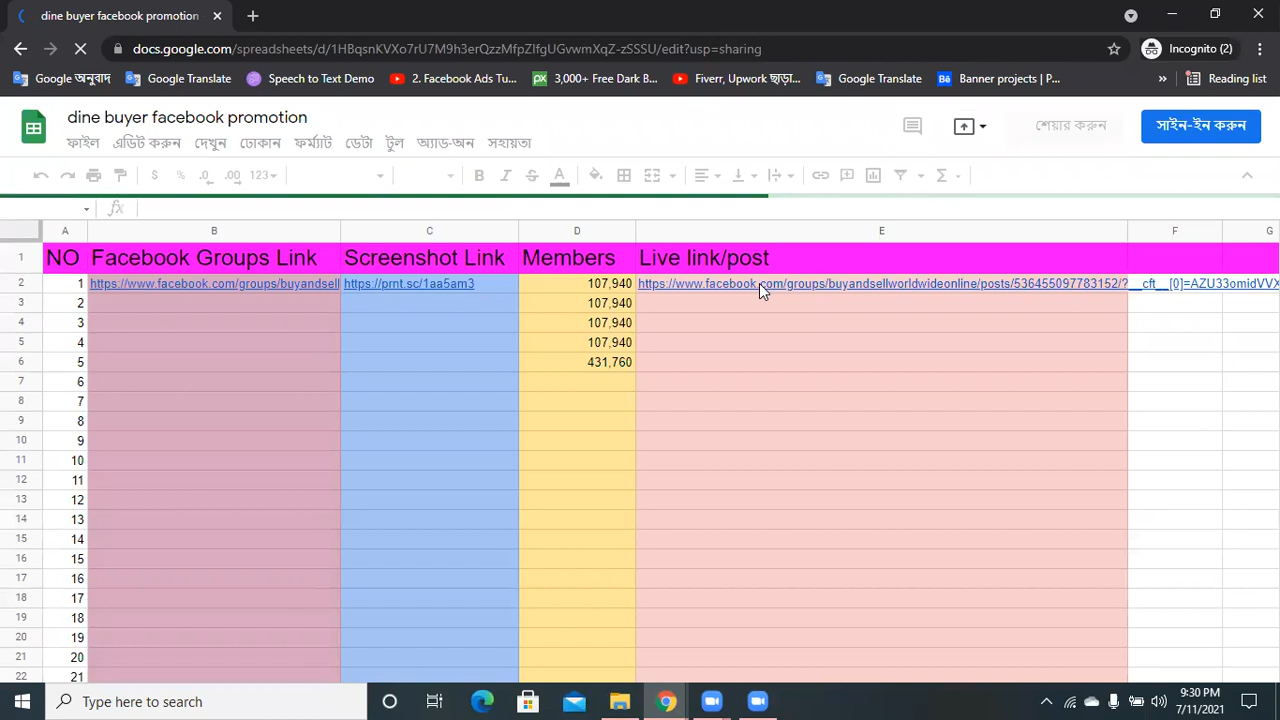 dine buyer facebook promotion
docs.google.com/spreadsheets/d/1HBqsnKVXo7rU7M9h3erQzzMfpZIfgUGvwmXqZ-zSSSU/edit?usp=sharing
Incognito (2)
Google অনুবাদ
Google Translate
Speech to Text Demo
2. Facebook Ads Tu...
3,000+ Free Dark B...
Fiverr, Upwork ছাড়া...
Google Translate
Banner projects | P...
Reading list
dine buyer facebook promotion
ফাইল এডিট করুন দেখুন ঢোকান ফর্ম্যাট ডেটা টুল অ্যাড-অন সহায়তা
শেয়ার করুন
সাইন-ইন করুন
$ % .0 .00 123
fx
A B C D E F G
1 NO Facebook Groups Link Screenshot Link Members Live link/post
2 1 https://www.facebook.com/groups/buyandsell https://prnt.sc/1aa5am3 107,940 https://www.facebook.com/groups/buyandsellworldwideonline/posts/536455097783152/?__cft__[0]=AZU33omidVVX
3 2 107,940
4 3 107,940
5 4 107,940
6 5 431,760
7 6
8 7
9 8
10 9
11 10
12 11
13 12
14 13
15 14
16 15
17 16
18 17
19 18
20 19
21 20
22 21
Type here to search
9:30 PM
7/11/2021